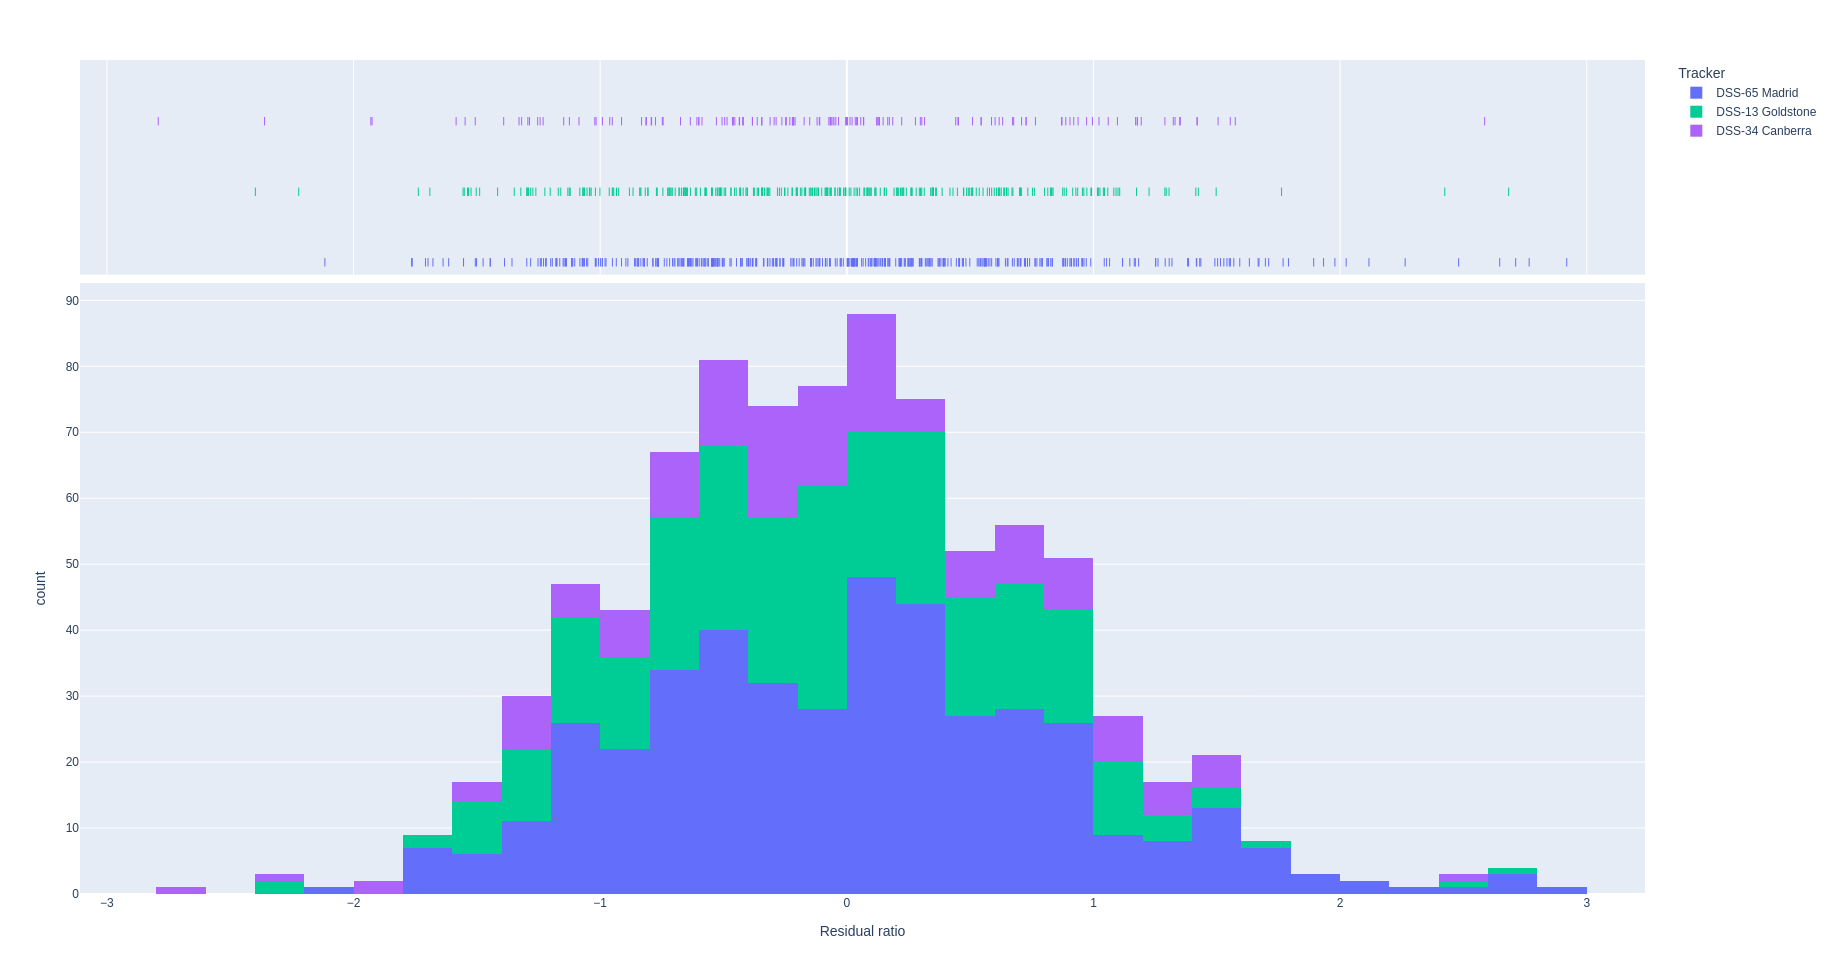 Tracker
DSS-65 Madrid
DSS-13 Goldstone
DSS-34 Canberra
90
80
70
60
50
40
30
20
10
0
count
−3 −2 −1 0 1 2 3
Residual ratio